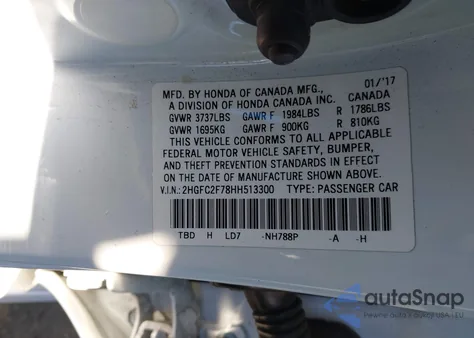 MFD. BY HONDA OF CANADA MFG., 01/'17
A DIVISION OF HONDA CANADA INC. CANADA
GVWR 3737LBS GAWR F 1984LBS R 1786LBS
GVWR 1695KG GAWR F 900KG R 810KG
THIS VEHICLE CONFORMS TO ALL APPLICABLE
FEDERAL MOTOR VEHICLE SAFETY, BUMPER,
AND THEFT PREVENTION STANDARDS IN EFFECT
ON THE DATE OF MANUFACTURE SHOWN ABOVE.
V.I.N.: 2HGFC2F78HH513300 TYPE: PASSENGER CAR
TBD H LD7 -NH788P -A -H
autoSnap